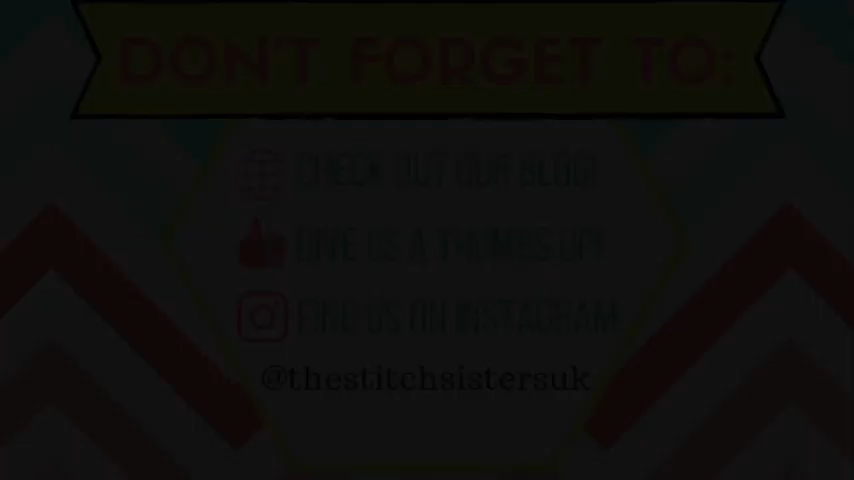 DON'T FORGET TO:
CHECK OUT OUR BLOG!
GIVE US A THUMBS UP!
FIND US ON INSTAGRAM
@thestitchsistersuk